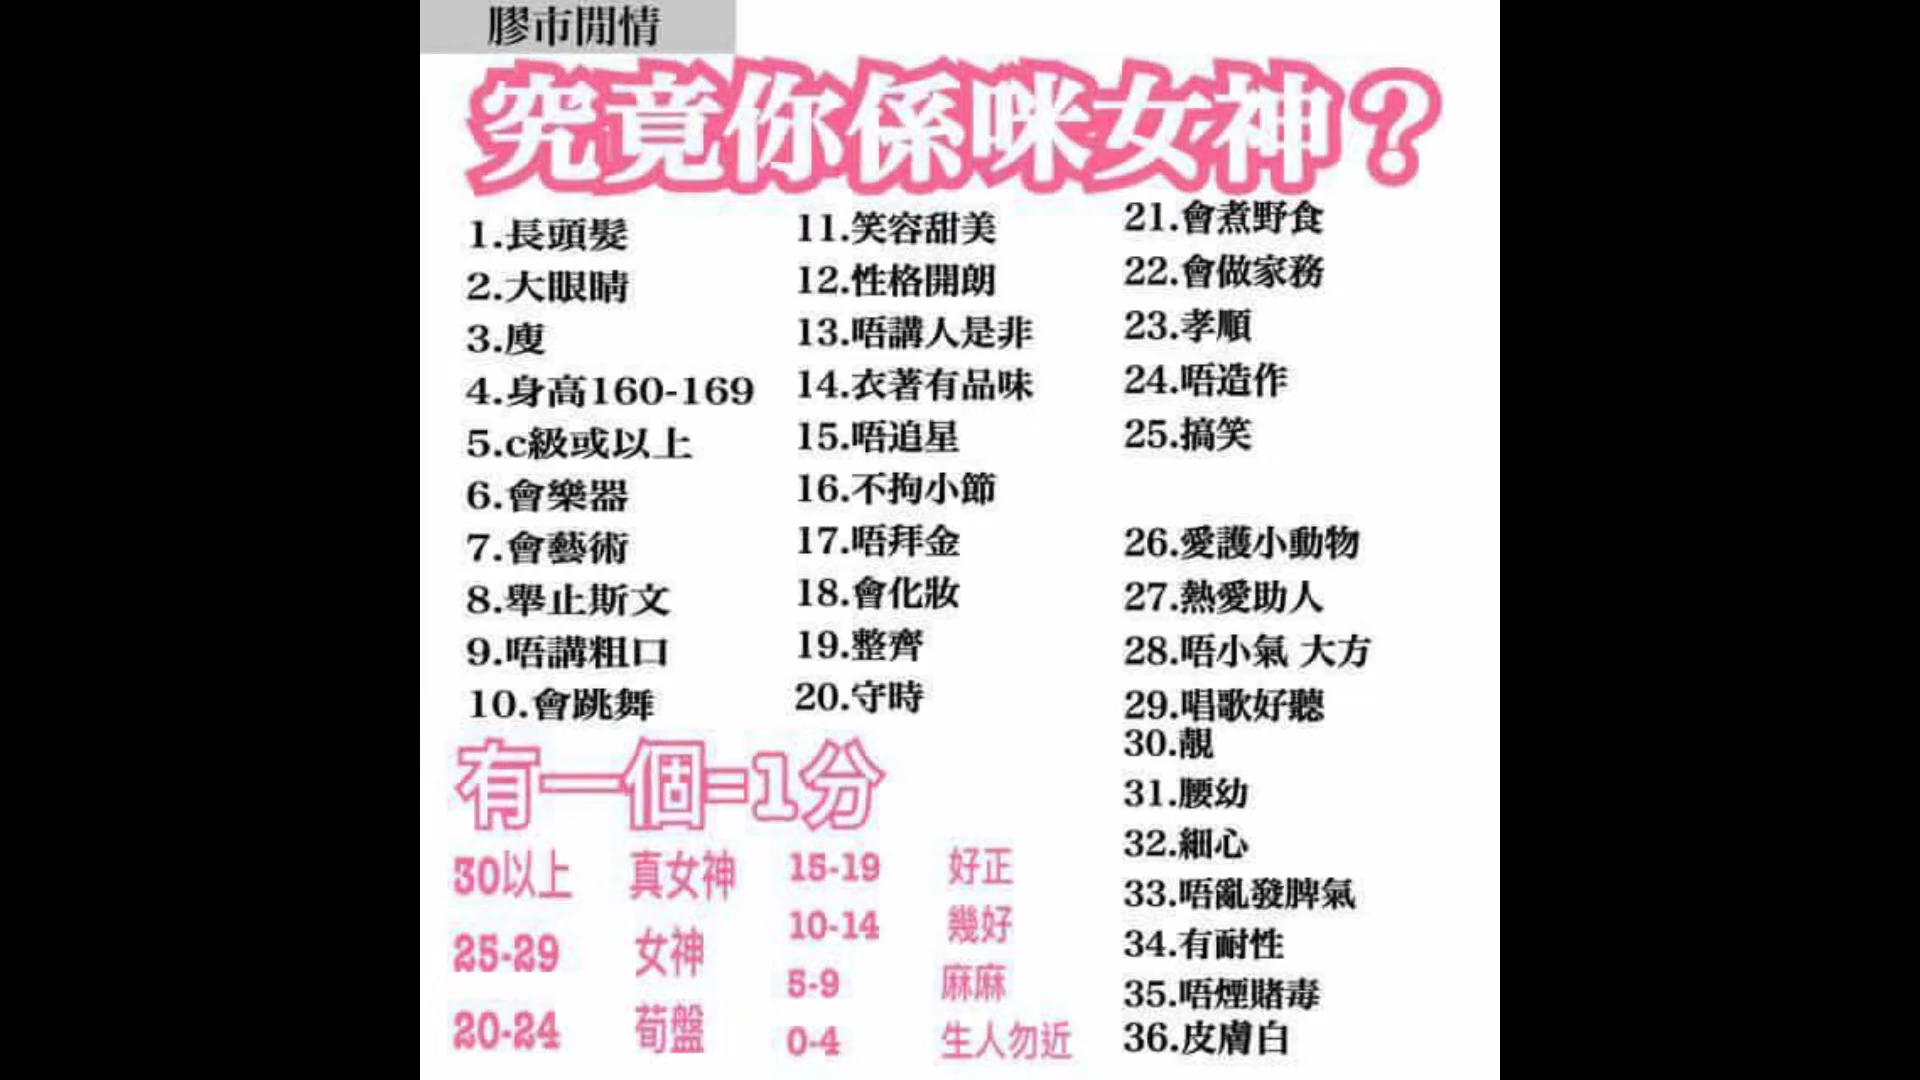 膠市閒情
究竟你係咪女神？
1.長頭髮
2.大眼睛
3.廋
4.身高160-169
5.c級或以上
6.會樂器
7.會藝術
8.舉止斯文
9.唔講粗口
10.會跳舞
11.笑容甜美
12.性格開朗
13.唔講人是非
14.衣著有品味
15.唔追星
16.不拘小節
17.唔拜金
18.會化妝
19.整齊
20.守時
21.會煮野食
22.會做家務
23.孝順
24.唔造作
25.搞笑
26.愛護小動物
27.熱愛助人
28.唔小氣 大方
29.唱歌好聽
30.靚
31.腰幼
32.細心
33.唔亂發脾氣
34.有耐性
35.唔煙賭毒
36.皮膚白
有一個=1分
30以上 真女神
25-29 女神
20-24 荀盤
15-19 好正
10-14 幾好
5-9 麻麻
0-4 生人勿近